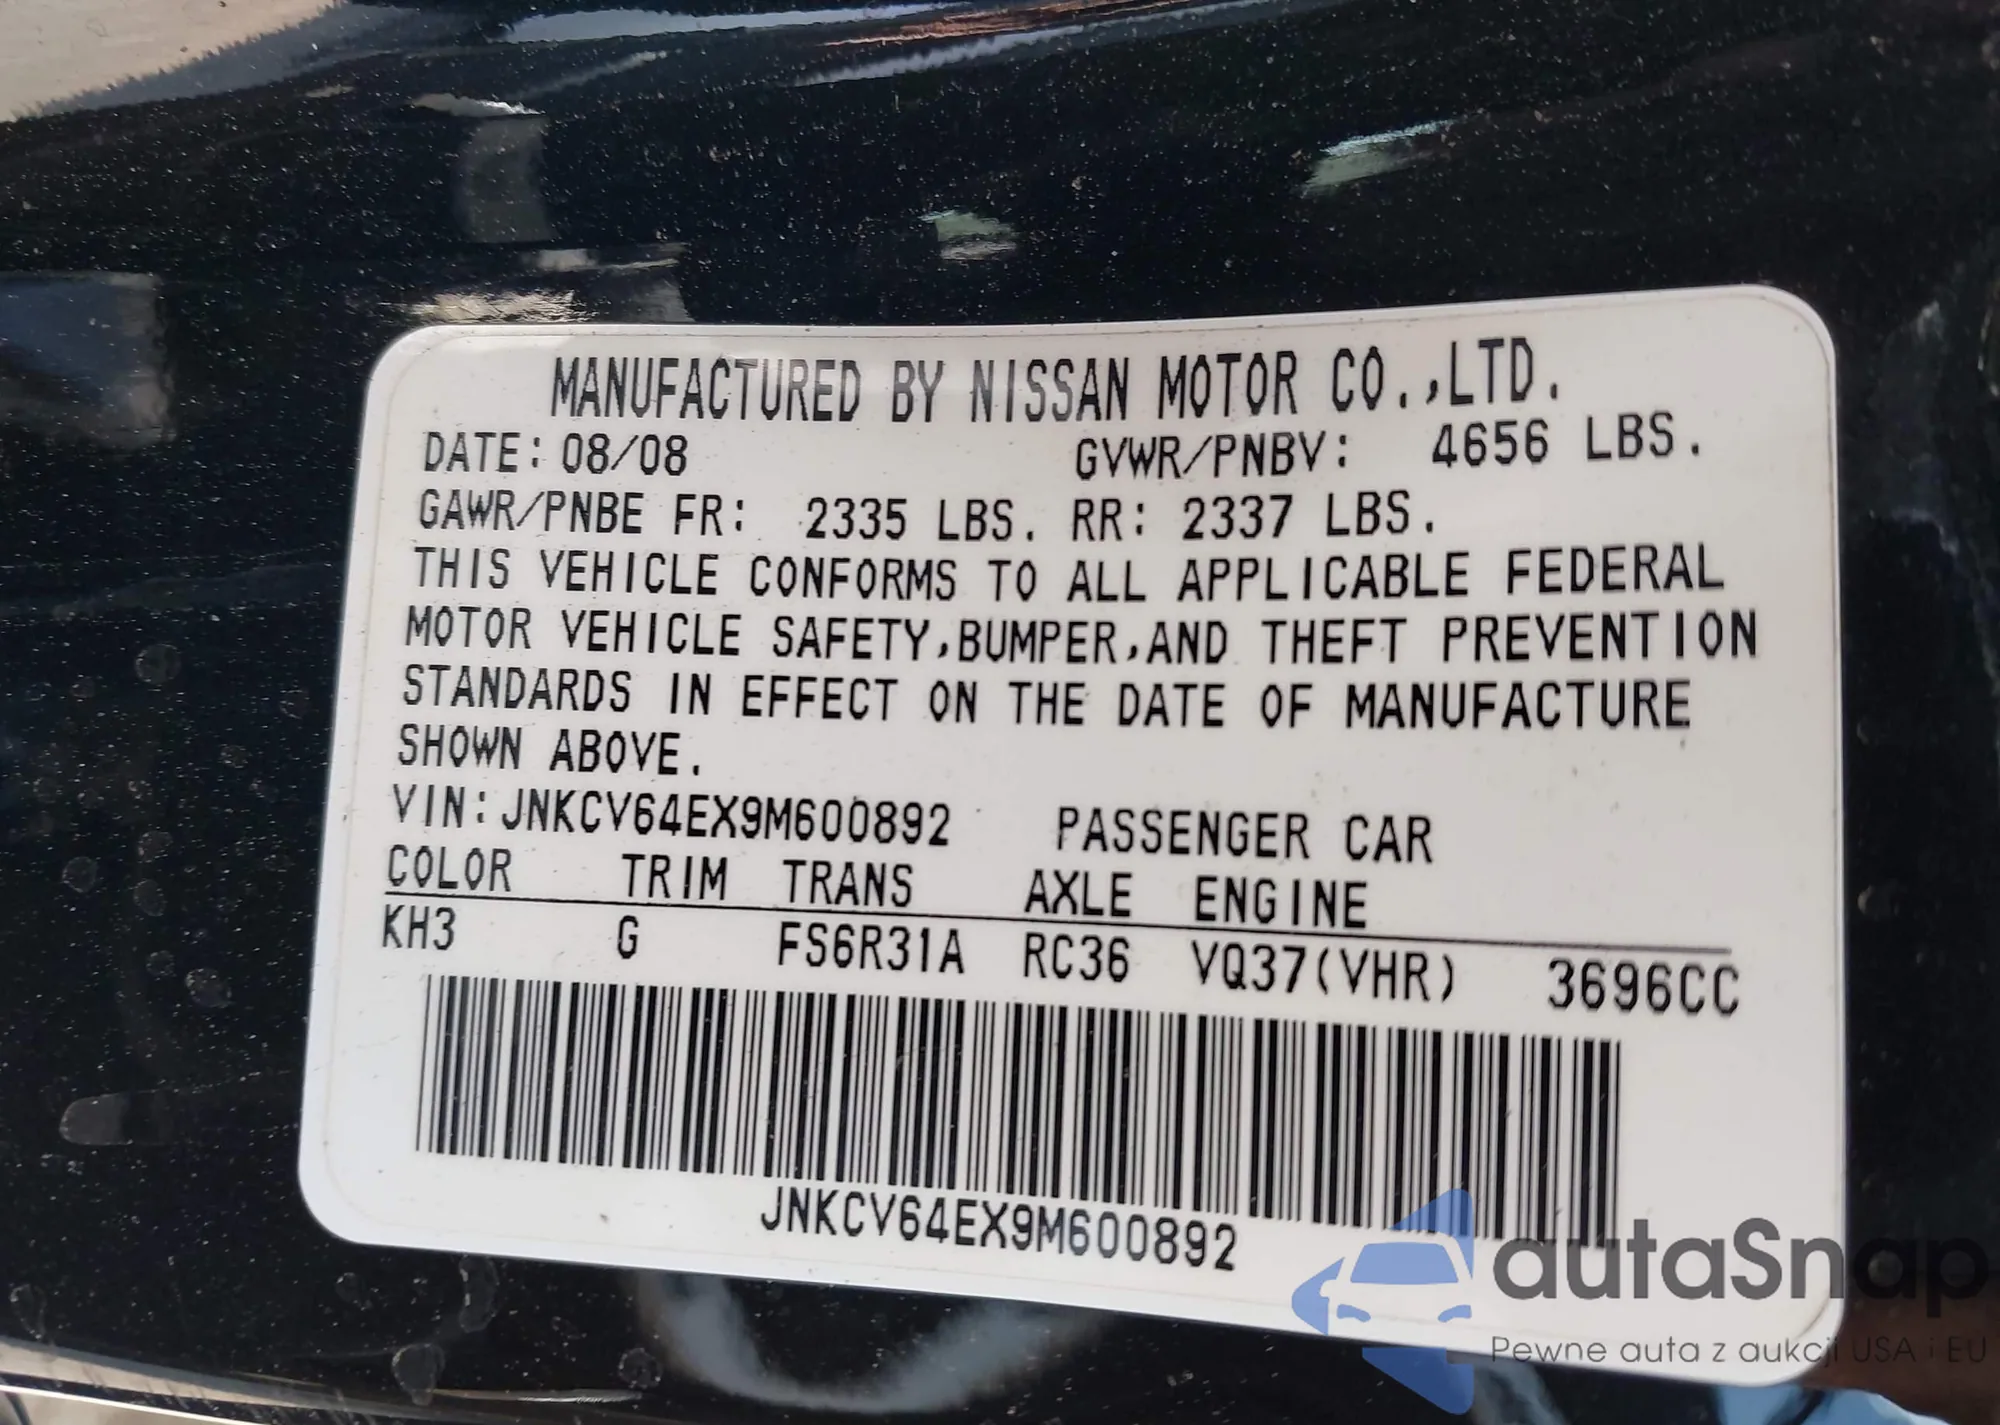 MANUFACTURED BY NISSAN MOTOR CO.,LTD.
DATE: 08/08 GVWR/PNBV: 4656 LBS.
GAWR/PNBE FR: 2335 LBS. RR: 2337 LBS.
THIS VEHICLE CONFORMS TO ALL APPLICABLE FEDERAL
MOTOR VEHICLE SAFETY,BUMPER,AND THEFT PREVENTION
STANDARDS IN EFFECT ON THE DATE OF MANUFACTURE
SHOWN ABOVE.
VIN:JNKCV64EX9M600892 PASSENGER CAR
COLOR TRIM TRANS AXLE ENGINE
KH3 G FS6R31A RC36 VQ37(VHR) 3696CC
JNKCV64EX9M600892
autaSnap
Pewne auta z aukcji USA i EU